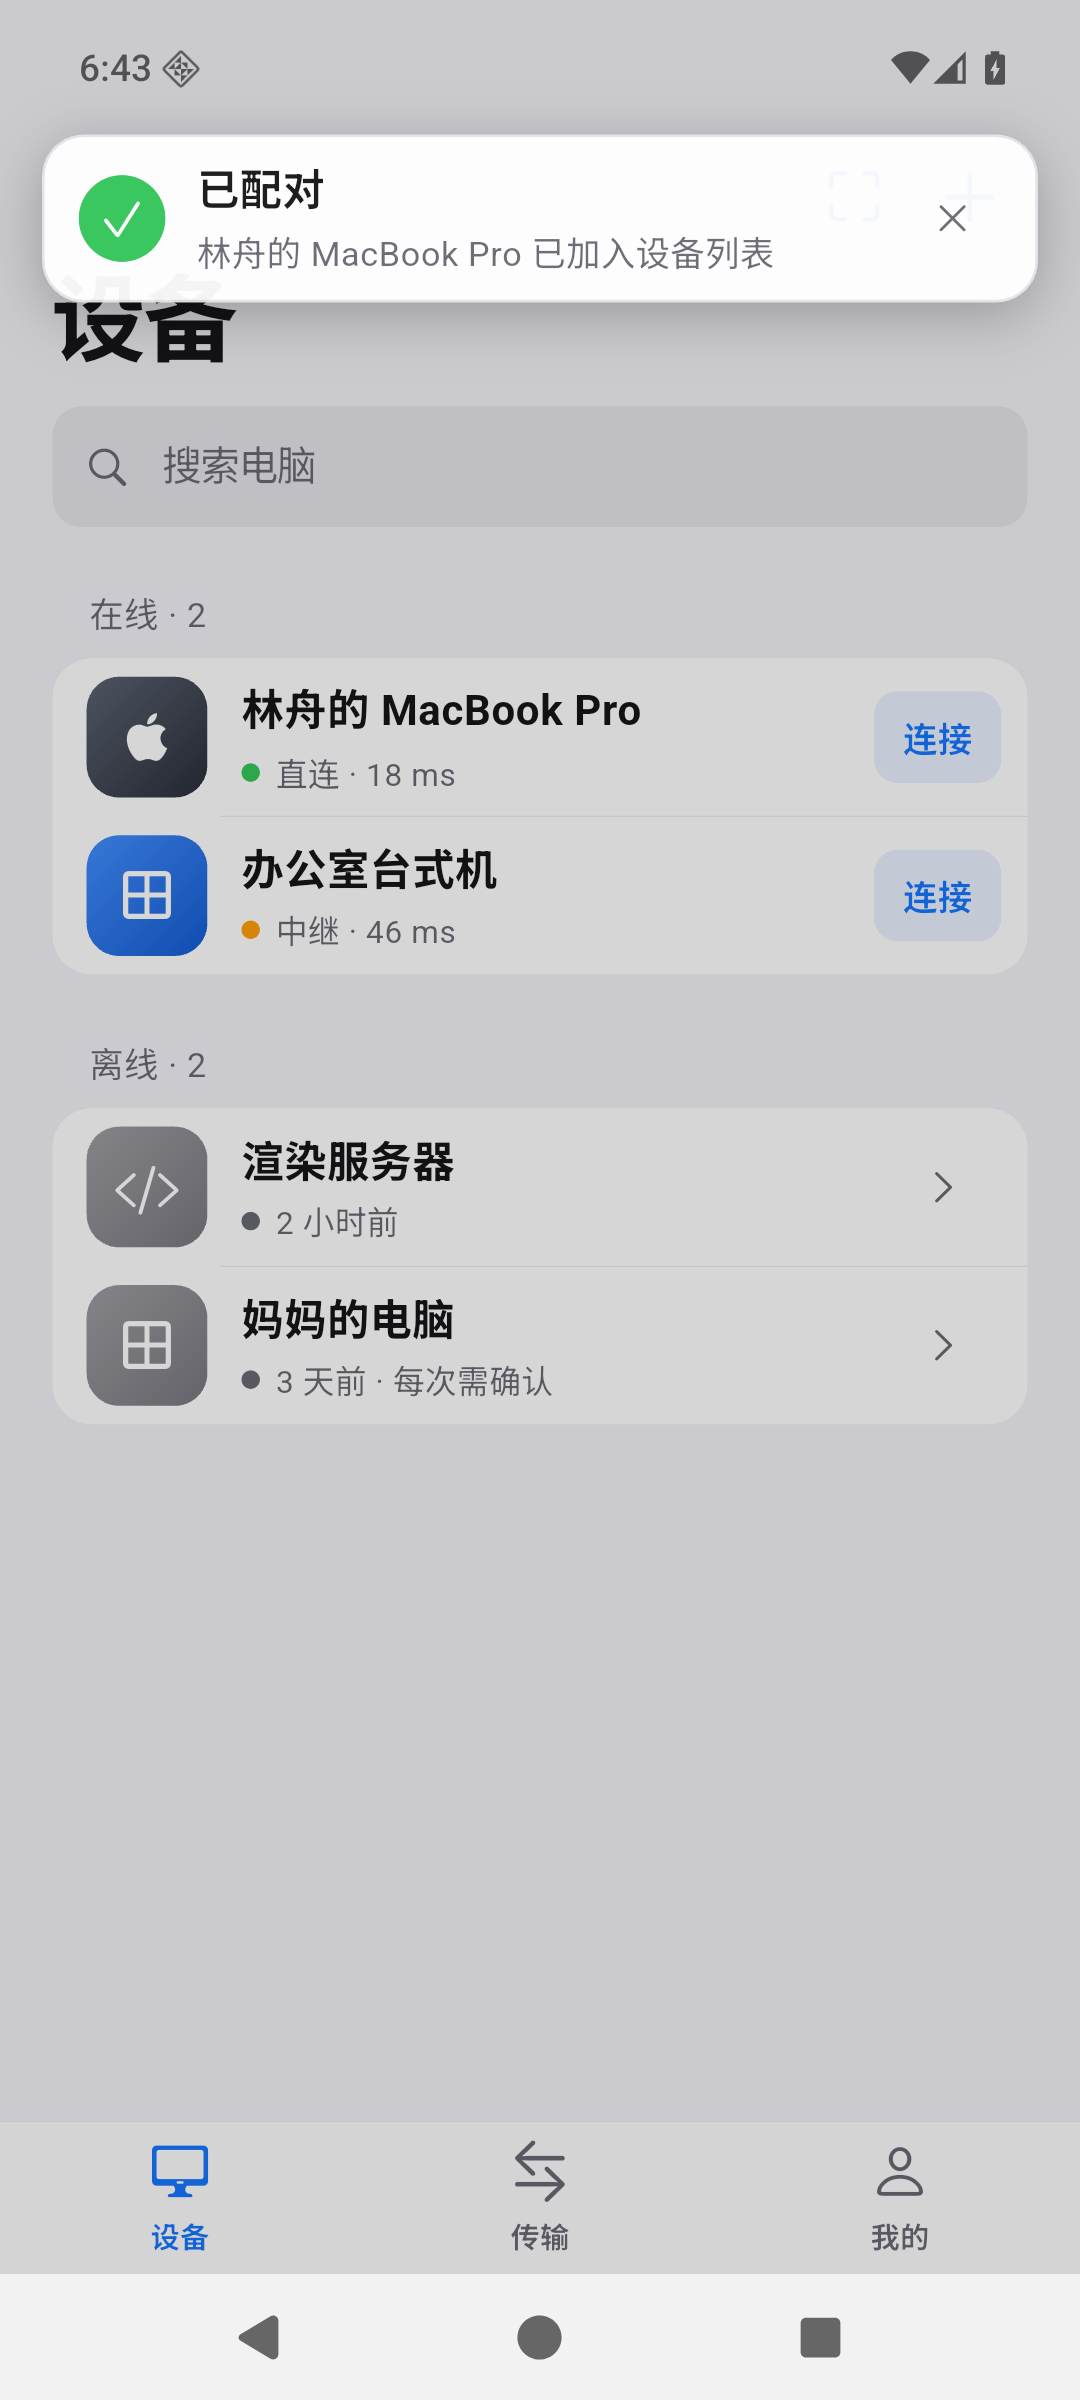 6:43
已配对
林舟的 MacBook Pro 已加入设备列表
设备
搜索电脑
在线 · 2
林舟的 MacBook Pro
直连 · 18 ms
连接
办公室台式机
中继 · 46 ms
连接
离线 · 2
渲染服务器
2 小时前
妈妈的电脑
3 天前 · 每次需确认
设备
传输
我的